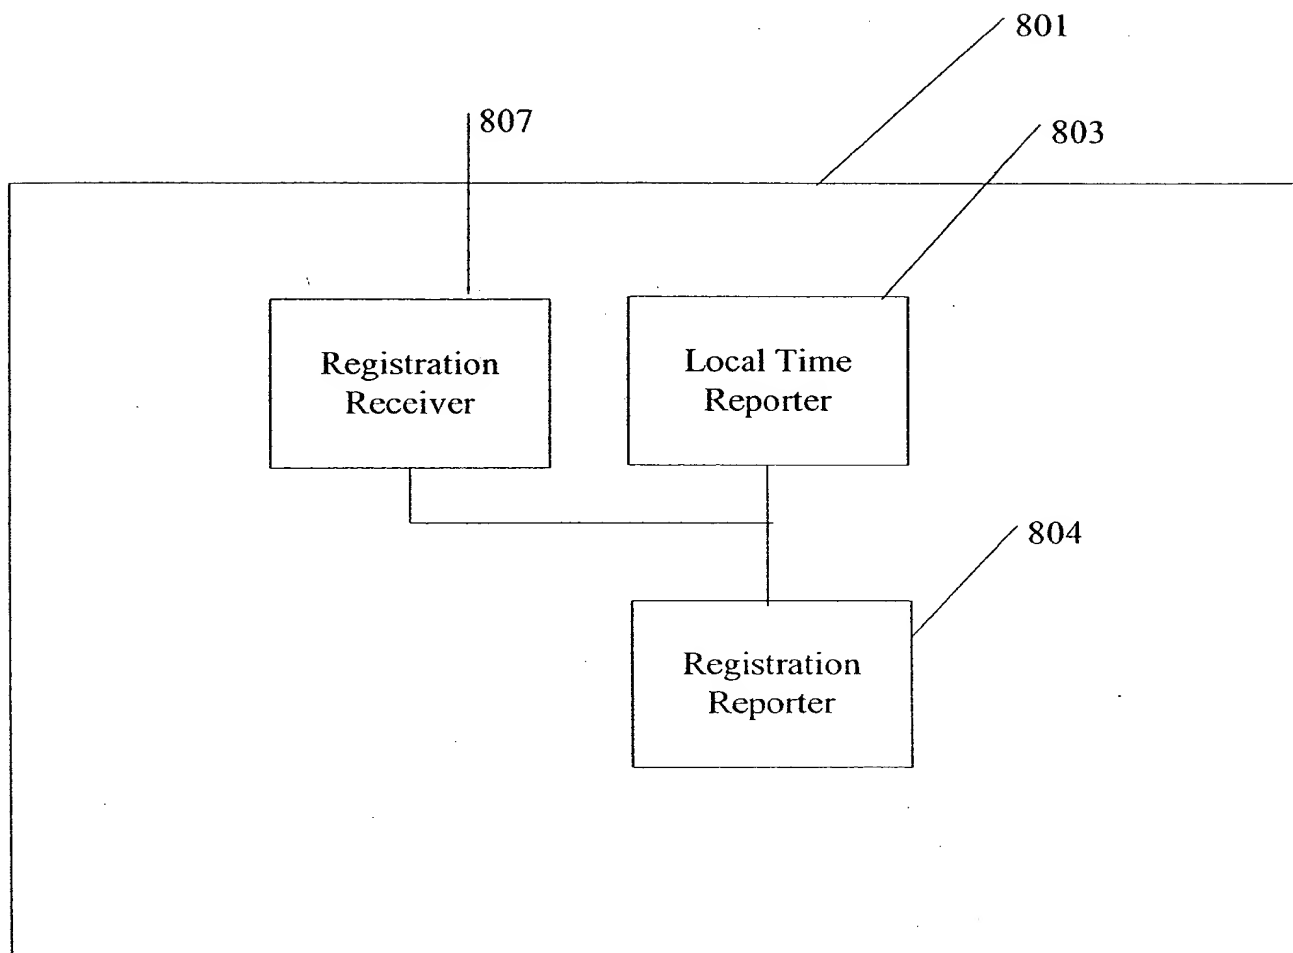 801
807
803
Registration
Receiver
Local Time
Reporter
804
Registration
Reporter